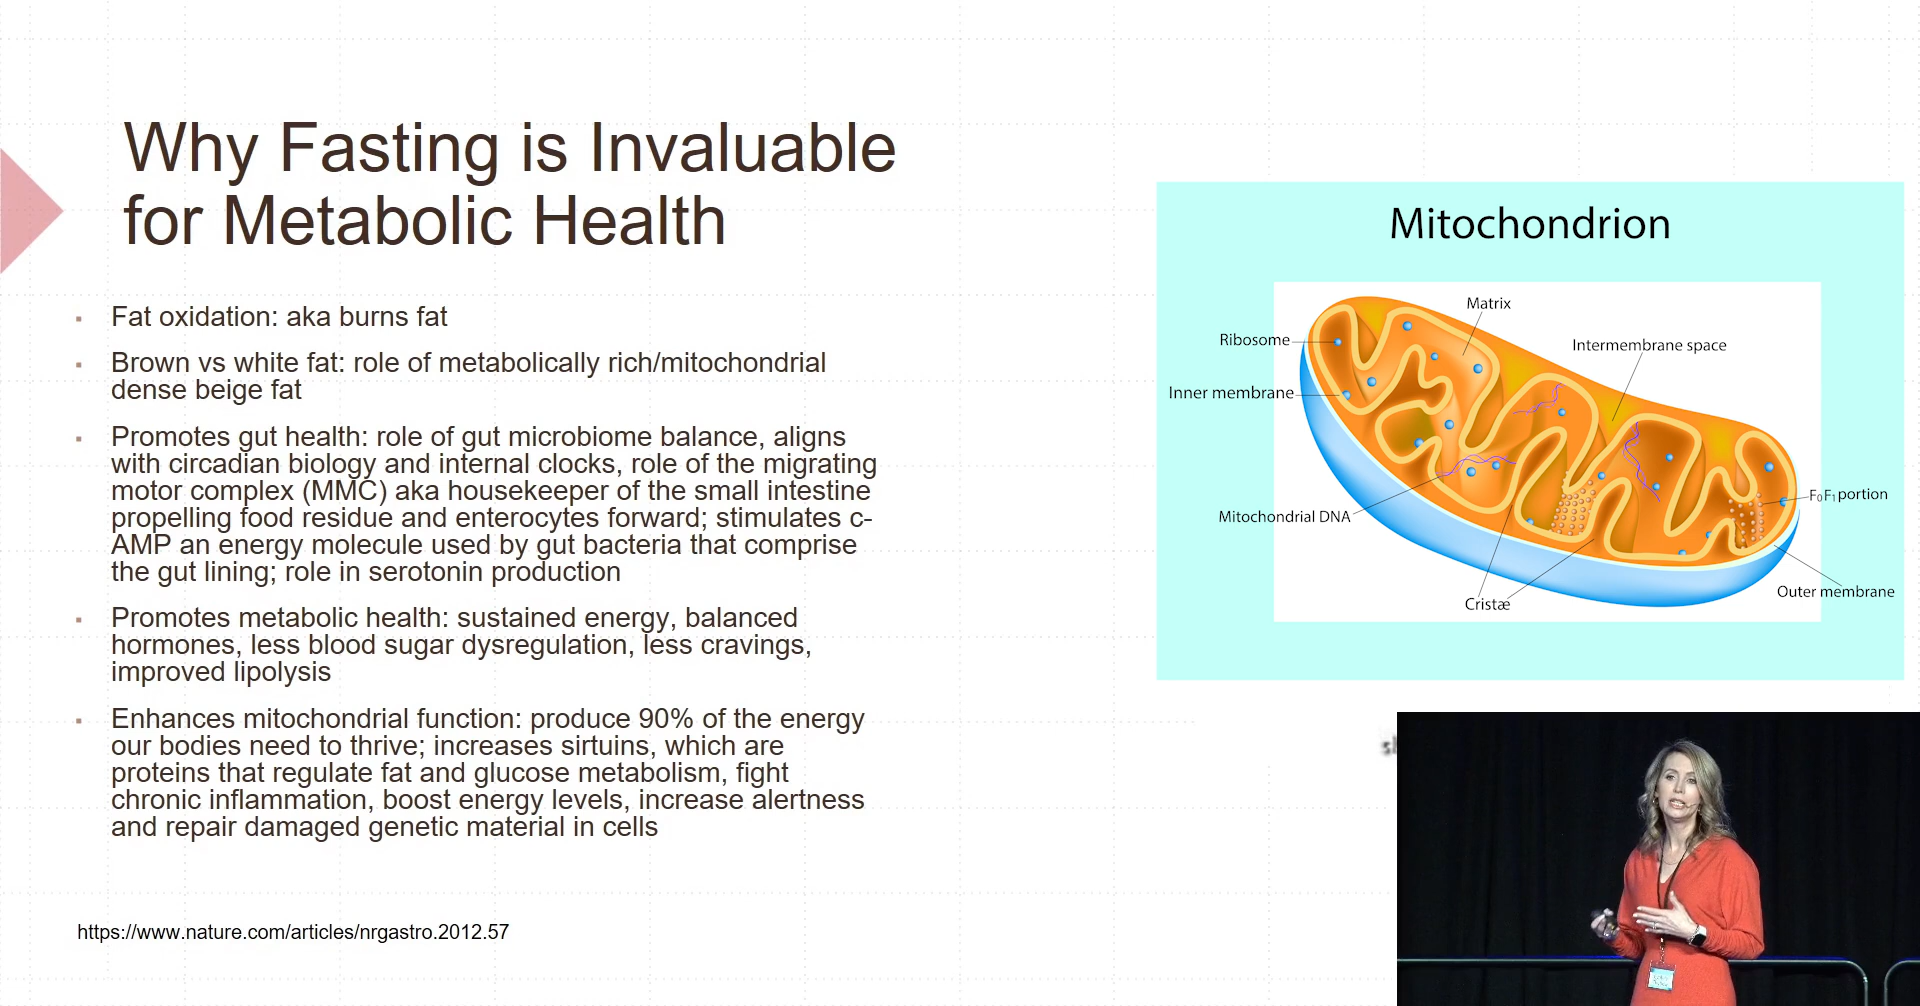 Why Fasting is Invaluable
for Metabolic Health
▪ Fat oxidation: aka burns fat
▪ Brown vs white fat: role of metabolically rich/mitochondrial
dense beige fat
▪ Promotes gut health: role of gut microbiome balance, aligns
with circadian biology and internal clocks, role of the migrating
motor complex (MMC) aka housekeeper of the small intestine
propelling food residue and enterocytes forward; stimulates c-
AMP an energy molecule used by gut bacteria that comprise
the gut lining; role in serotonin production
▪ Promotes metabolic health: sustained energy, balanced
hormones, less blood sugar dysregulation, less cravings,
improved lipolysis
▪ Enhances mitochondrial function: produce 90% of the energy
our bodies need to thrive; increases sirtuins, which are
proteins that regulate fat and glucose metabolism, fight
chronic inflammation, boost energy levels, increase alertness
and repair damaged genetic material in cells
https://www.nature.com/articles/nrgastro.2012.57
Mitochondrion
Matrix
Ribosome
Intermembrane space
Inner membrane
F₀F₁ portion
Mitochondrial DNA
Outer membrane
Cristæ